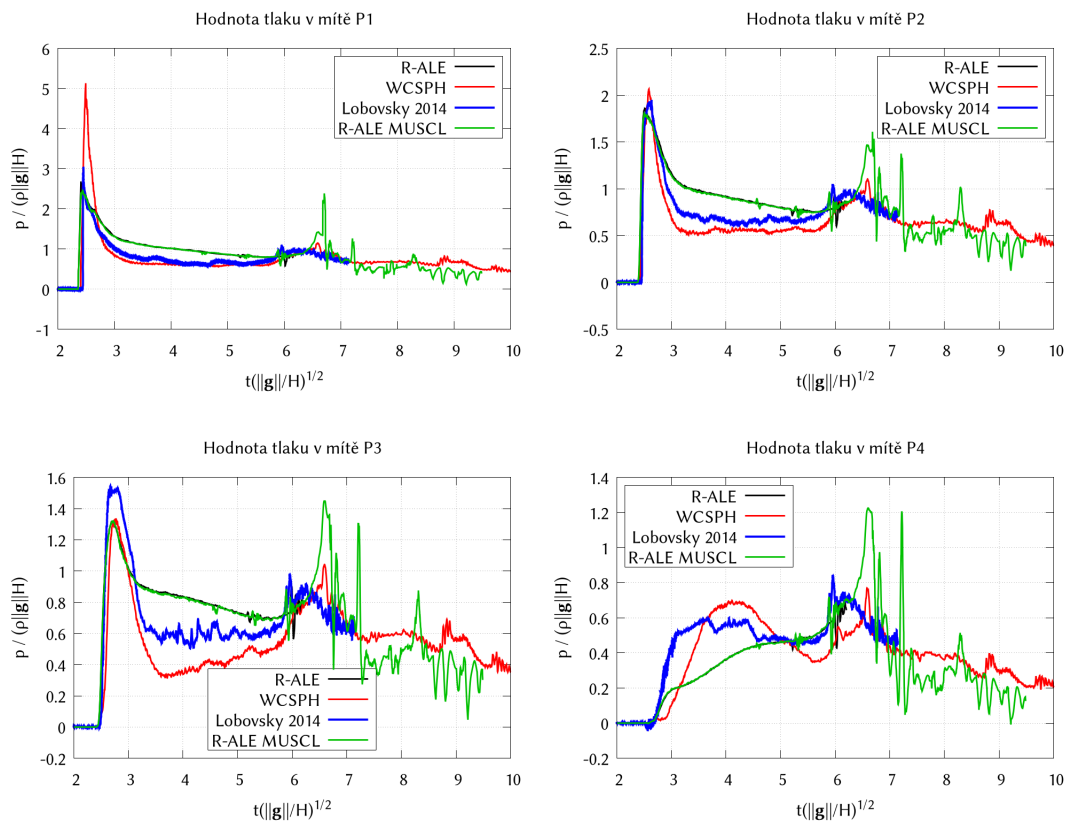 Hodnota tlaku v mítě P1
6
5
4
3
2
1
0
-1
p / (ρ||g||H)
R-ALE
WCSPH
Lobovsky 2014
R-ALE MUSCL
2 3 4 5 6 7 8 9 10
t(||g||/H)^1/2
Hodnota tlaku v mítě P2
2.5
2
1.5
1
0.5
0
-0.5
p / (ρ||g||H)
R-ALE
WCSPH
Lobovsky 2014
R-ALE MUSCL
2 3 4 5 6 7 8 9 10
t(||g||/H)^1/2
Hodnota tlaku v mítě P3
1.6
1.4
1.2
1
0.8
0.6
0.4
0.2
0
-0.2
p / (ρ||g||H)
R-ALE
WCSPH
Lobovsky 2014
R-ALE MUSCL
2 3 4 5 6 7 8 9 10
t(||g||/H)^1/2
Hodnota tlaku v mítě P4
1.4
1.2
1
0.8
0.6
0.4
0.2
0
-0.2
p / (ρ||g||H)
R-ALE
WCSPH
Lobovsky 2014
R-ALE MUSCL
2 3 4 5 6 7 8 9 10
t(||g||/H)^1/2